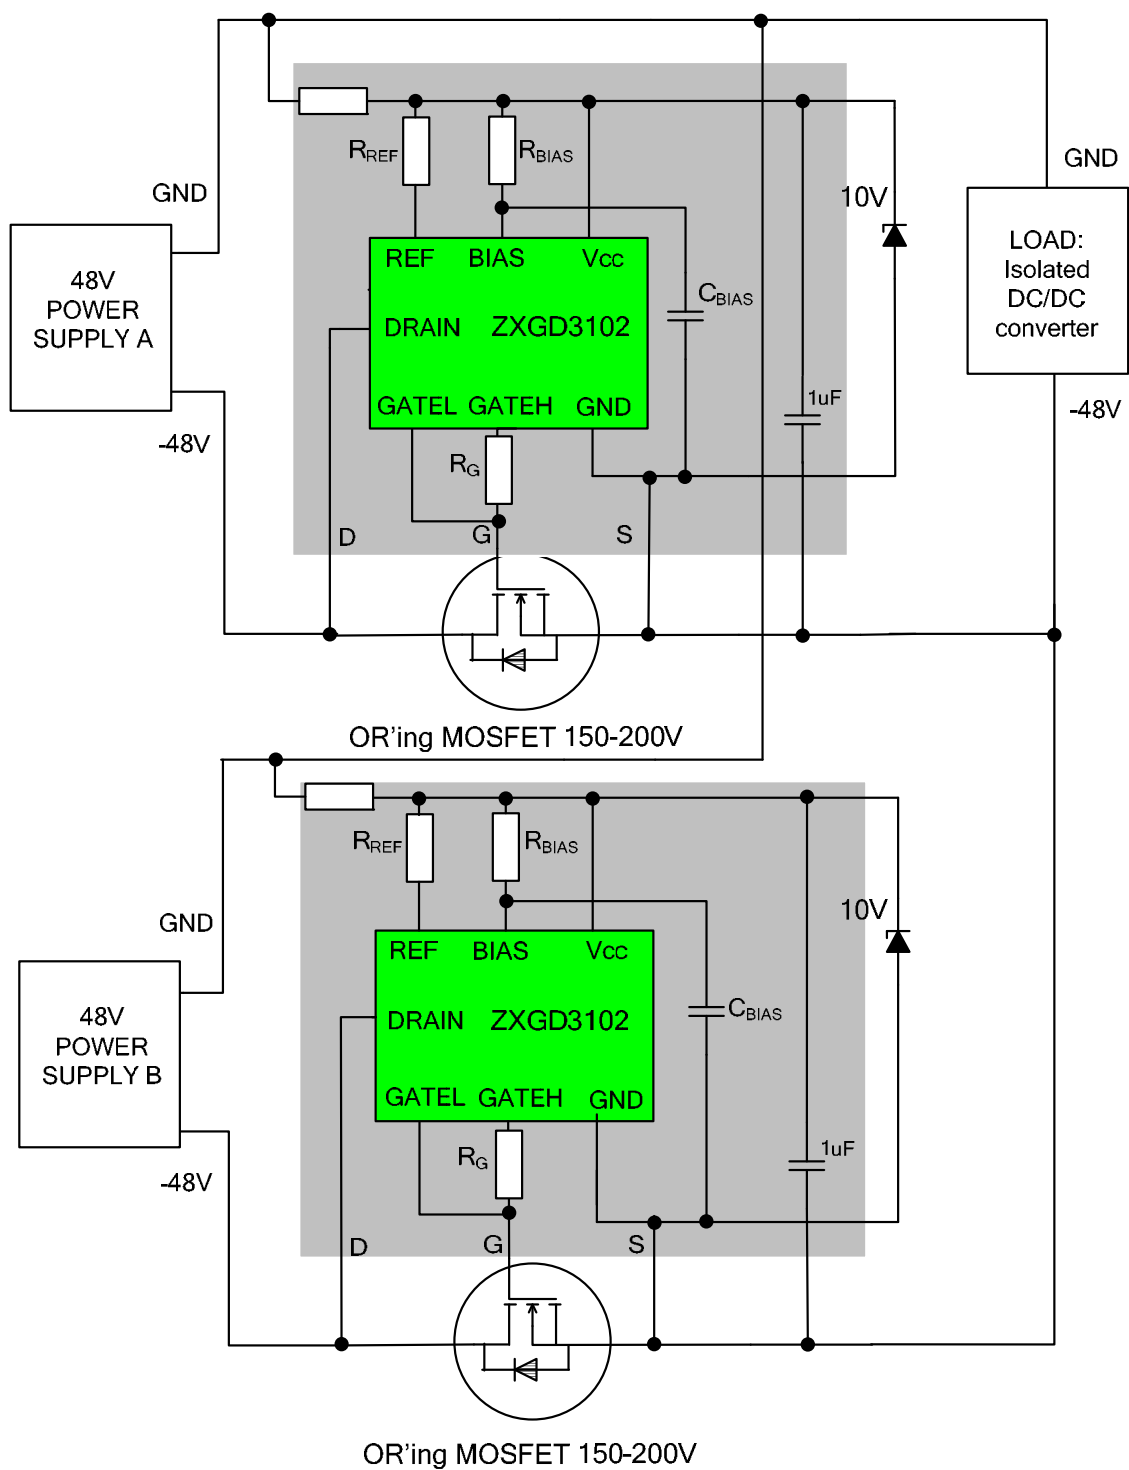 GND
48V
POWER
SUPPLY A
-48V
RREF
RBIAS
REF BIAS VCC
DRAIN ZXGD3102
GATEL GATEH GND
CBIAS
RG
D G S
1uF
10V
GND
LOAD:
Isolated
DC/DC
converter
-48V
OR'ing MOSFET 150-200V
GND
48V
POWER
SUPPLY B
-48V
RREF
RBIAS
REF BIAS VCC
DRAIN ZXGD3102
GATEL GATEH GND
CBIAS
RG
D G S
1uF
10V
OR'ing MOSFET 150-200V